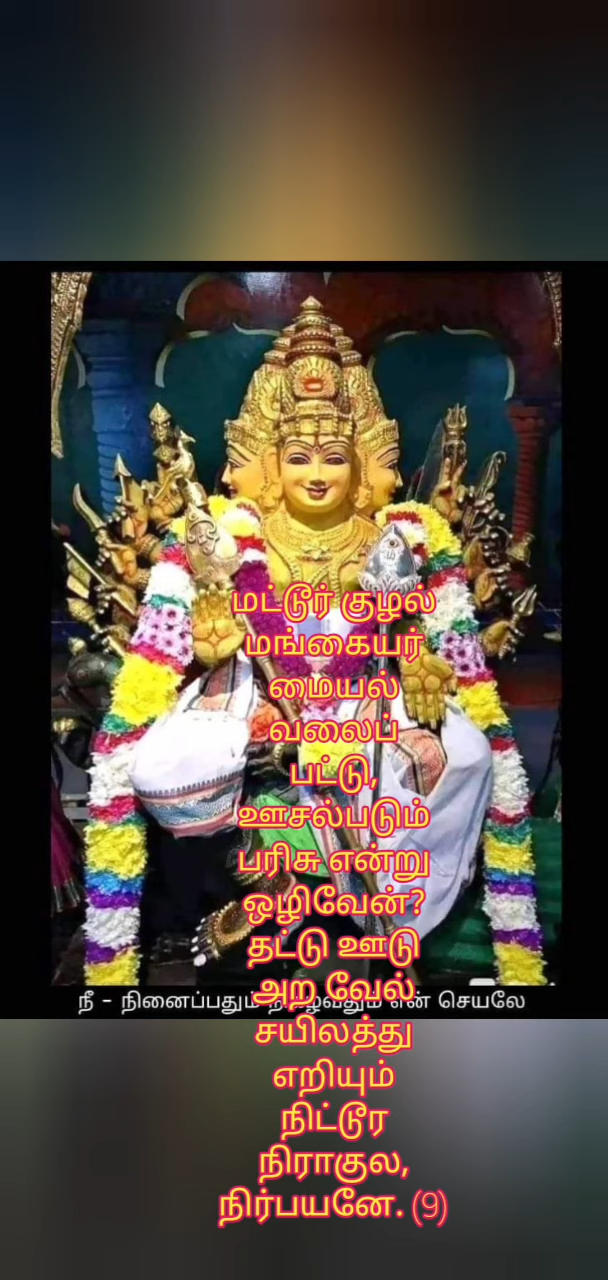 மட்டூர் குழல்
மங்கையர்
மையல்
வலைப்
பட்டு,
ஊசல்படும்
பரிசு என்று
ஒழிவேன்?
தட்டு ஊடு
அற வேல்
சயிலத்து
எறியும்
நிட்டூர
நிராகுல,
நிர்பயனே. (9)
நீ - நினைப்பதும் என் செயலே